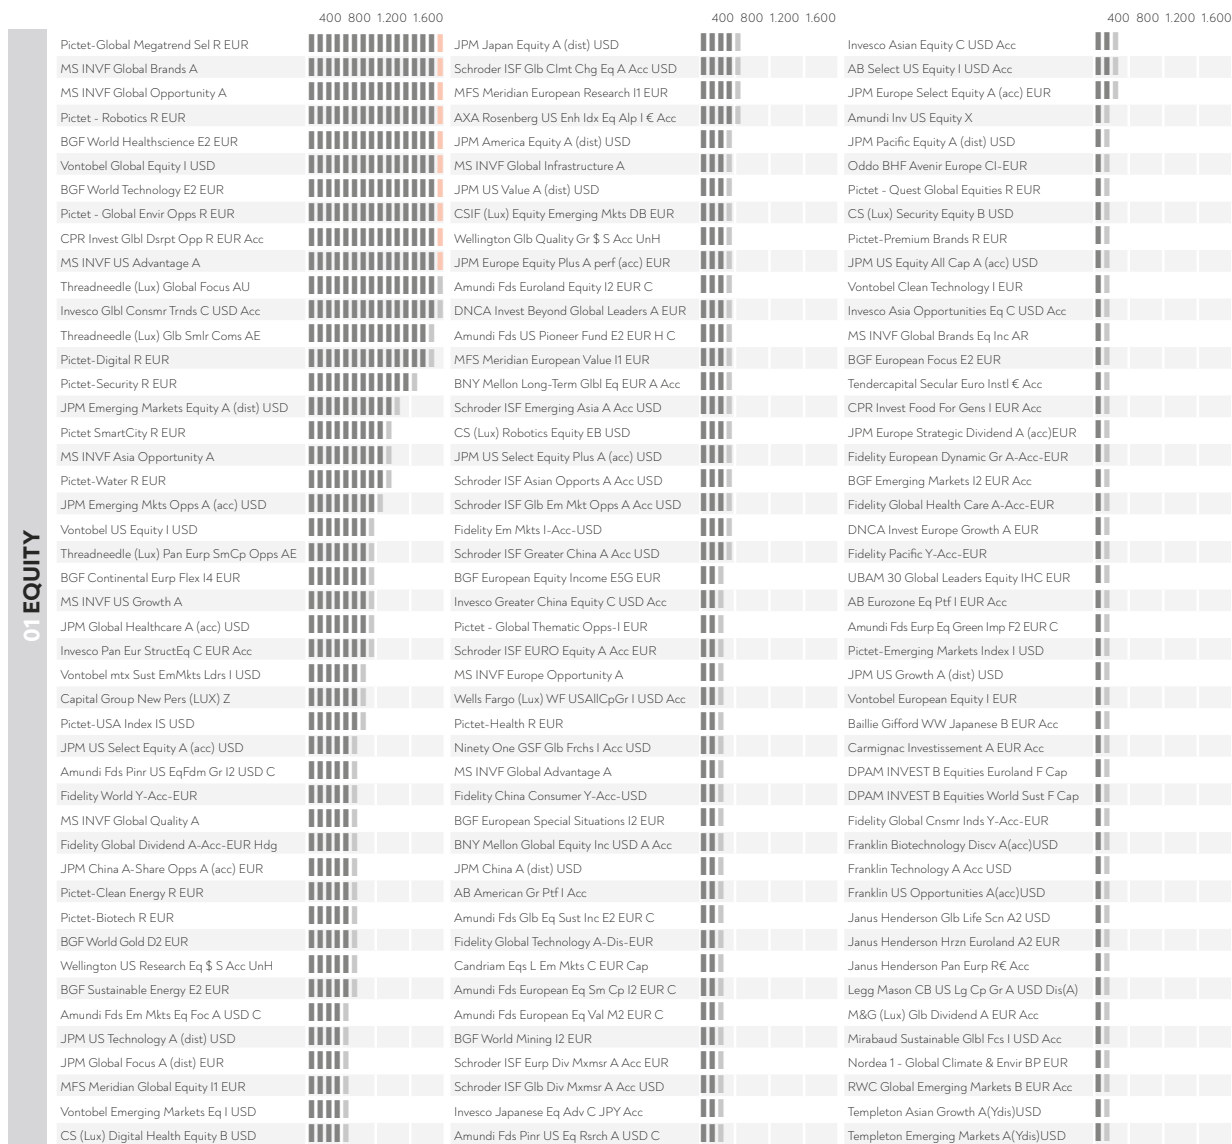 400 800 1.200 1.600
400 800 1.200 1.600
400 800 1.200 1.600
01 EQUITY
Pictet-Global Megatrend Sel R EUR
MS INVF Global Brands A
MS INVF Global Opportunity A
Pictet - Robotics R EUR
BGF World Healthscience E2 EUR
Vontobel Global Equity I USD
BGF World Technology E2 EUR
Pictet - Global Envir Opps R EUR
CPR Invest Glbl Dsrpt Opp R EUR Acc
MS INVF US Advantage A
Threadneedle (Lux) Global Focus AU
Invesco Glbl Consmr Trnds C USD Acc
Threadneedle (Lux) Glb Smlr Coms AE
Pictet-Digital R EUR
Pictet-Security R EUR
JPM Emerging Markets Equity A (dist) USD
Pictet SmartCity R EUR
MS INVF Asia Opportunity A
Pictet-Water R EUR
JPM Emerging Mkts Opps A (acc) USD
Vontobel US Equity I USD
Threadneedle (Lux) Pan Eurp SmCp Opps AE
BGF Continental Eurp Flex I4 EUR
MS INVF US Growth A
JPM Global Healthcare A (acc) USD
Invesco Pan Eur StructEq C EUR Acc
Vontobel mtx Sust EmMkts Ldrs I USD
Capital Group New Pers (LUX) Z
Pictet-USA Index IS USD
JPM US Select Equity A (acc) USD
Amundi Fds Pinr US EqFdm Gr I2 USD C
Fidelity World Y-Acc-EUR
MS INVF Global Quality A
Fidelity Global Dividend A-Acc-EUR Hdg
JPM China A-Share Opps A (acc) EUR
Pictet-Clean Energy R EUR
Pictet-Biotech R EUR
BGF World Gold D2 EUR
Wellington US Research Eq $ S Acc UnH
BGF Sustainable Energy E2 EUR
Amundi Fds Em Mkts Eq Foc A USD C
JPM US Technology A (dist) USD
JPM Global Focus A (dist) EUR
MFS Meridian Global Equity I1 EUR
Vontobel Emerging Markets Eq I USD
CS (Lux) Digital Health Equity B USD
JPM Japan Equity A (dist) USD
Schroder ISF Glb Clmt Chg Eq A Acc USD
MFS Meridian European Research I1 EUR
AXA Rosenberg US Enh Idx Eq Alp I € Acc
JPM America Equity A (dist) USD
MS INVF Global Infrastructure A
JPM US Value A (dist) USD
CSIF (Lux) Equity Emerging Mkts DB EUR
Wellington Glb Quality Gr $ S Acc UnH
JPM Europe Equity Plus A perf (acc) EUR
Amundi Fds Euroland Equity I2 EUR C
DNCA Invest Beyond Global Leaders A EUR
Amundi Fds US Pioneer Fund E2 EUR H C
MFS Meridian European Value I1 EUR
BNY Mellon Long-Term Glbl Eq EUR A Acc
Schroder ISF Emerging Asia A Acc USD
CS (Lux) Robotics Equity EB USD
JPM US Select Equity Plus A (acc) USD
Schroder ISF Asian Opports A Acc USD
Schroder ISF Glb Em Mkt Opps A Acc USD
Fidelity Em Mkts I-Acc-USD
Schroder ISF Greater China A Acc USD
BGF European Equity Income E5G EUR
Invesco Greater China Equity C USD Acc
Pictet - Global Thematic Opps-I EUR
Schroder ISF EURO Equity A Acc EUR
MS INVF Europe Opportunity A
Wells Fargo (Lux) WF USAllCpGr I USD Acc
Pictet-Health R EUR
Ninety One GSF Glb Frchs I Acc USD
MS INVF Global Advantage A
Fidelity China Consumer Y-Acc-USD
BGF European Special Situations I2 EUR
BNY Mellon Global Equity Inc USD A Acc
JPM China A (dist) USD
AB American Gr Ptf I Acc
Amundi Fds Glb Eq Sust Inc E2 EUR C
Fidelity Global Technology A-Dis-EUR
Candriam Eqs L Em Mkts C EUR Cap
Amundi Fds European Eq Sm Cp I2 EUR C
Amundi Fds European Eq Val M2 EUR C
BGF World Mining I2 EUR
Schroder ISF Eurp Div Mxmsr A Acc EUR
Schroder ISF Glb Div Mxmsr A Acc USD
Invesco Japanese Eq Adv C JPY Acc
Amundi Fds Pinr US Eq Rsrch A USD C
Invesco Asian Equity C USD Acc
AB Select US Equity I USD Acc
JPM Europe Select Equity A (acc) EUR
Amundi Inv US Equity X
JPM Pacific Equity A (dist) USD
Oddo BHF Avenir Europe CI-EUR
Pictet - Quest Global Equities R EUR
CS (Lux) Security Equity B USD
Pictet-Premium Brands R EUR
JPM US Equity All Cap A (acc) USD
Vontobel Clean Technology I EUR
Invesco Asia Opportunities Eq C USD Acc
MS INVF Global Brands Eq Inc AR
BGF European Focus E2 EUR
Tendercapital Secular Euro Instl € Acc
CPR Invest Food For Gens I EUR Acc
JPM Europe Strategic Dividend A (acc)EUR
Fidelity European Dynamic Gr A-Acc-EUR
BGF Emerging Markets I2 EUR Acc
Fidelity Global Health Care A-Acc-EUR
DNCA Invest Europe Growth A EUR
Fidelity Pacific Y-Acc-EUR
UBAM 30 Global Leaders Equity IHC EUR
AB Eurozone Eq Ptf I EUR Acc
Amundi Fds Eurp Eq Green Imp F2 EUR C
Pictet-Emerging Markets Index I USD
JPM US Growth A (dist) USD
Vontobel European Equity I EUR
Baillie Gifford WW Japanese B EUR Acc
Carmignac Investissement A EUR Acc
DPAM INVEST B Equities Euroland F Cap
DPAM INVEST B Equities World Sust F Cap
Fidelity Global Cnsmr Inds Y-Acc-EUR
Franklin Biotechnology Discv A(acc)USD
Franklin Technology A Acc USD
Franklin US Opportunities A(acc)USD
Janus Henderson Glb Life Scn A2 USD
Janus Henderson Hrzn Euroland A2 EUR
Janus Henderson Pan Eurp R€ Acc
Legg Mason CB US Lg Cp Gr A USD Dis(A)
M&G (Lux) Glb Dividend A EUR Acc
Mirabaud Sustainable Glbl Fcs I USD Acc
Nordea 1 - Global Climate & Envir BP EUR
RWC Global Emerging Markets B EUR Acc
Templeton Asian Growth A(Ydis)USD
Templeton Emerging Markets A(Ydis)USD